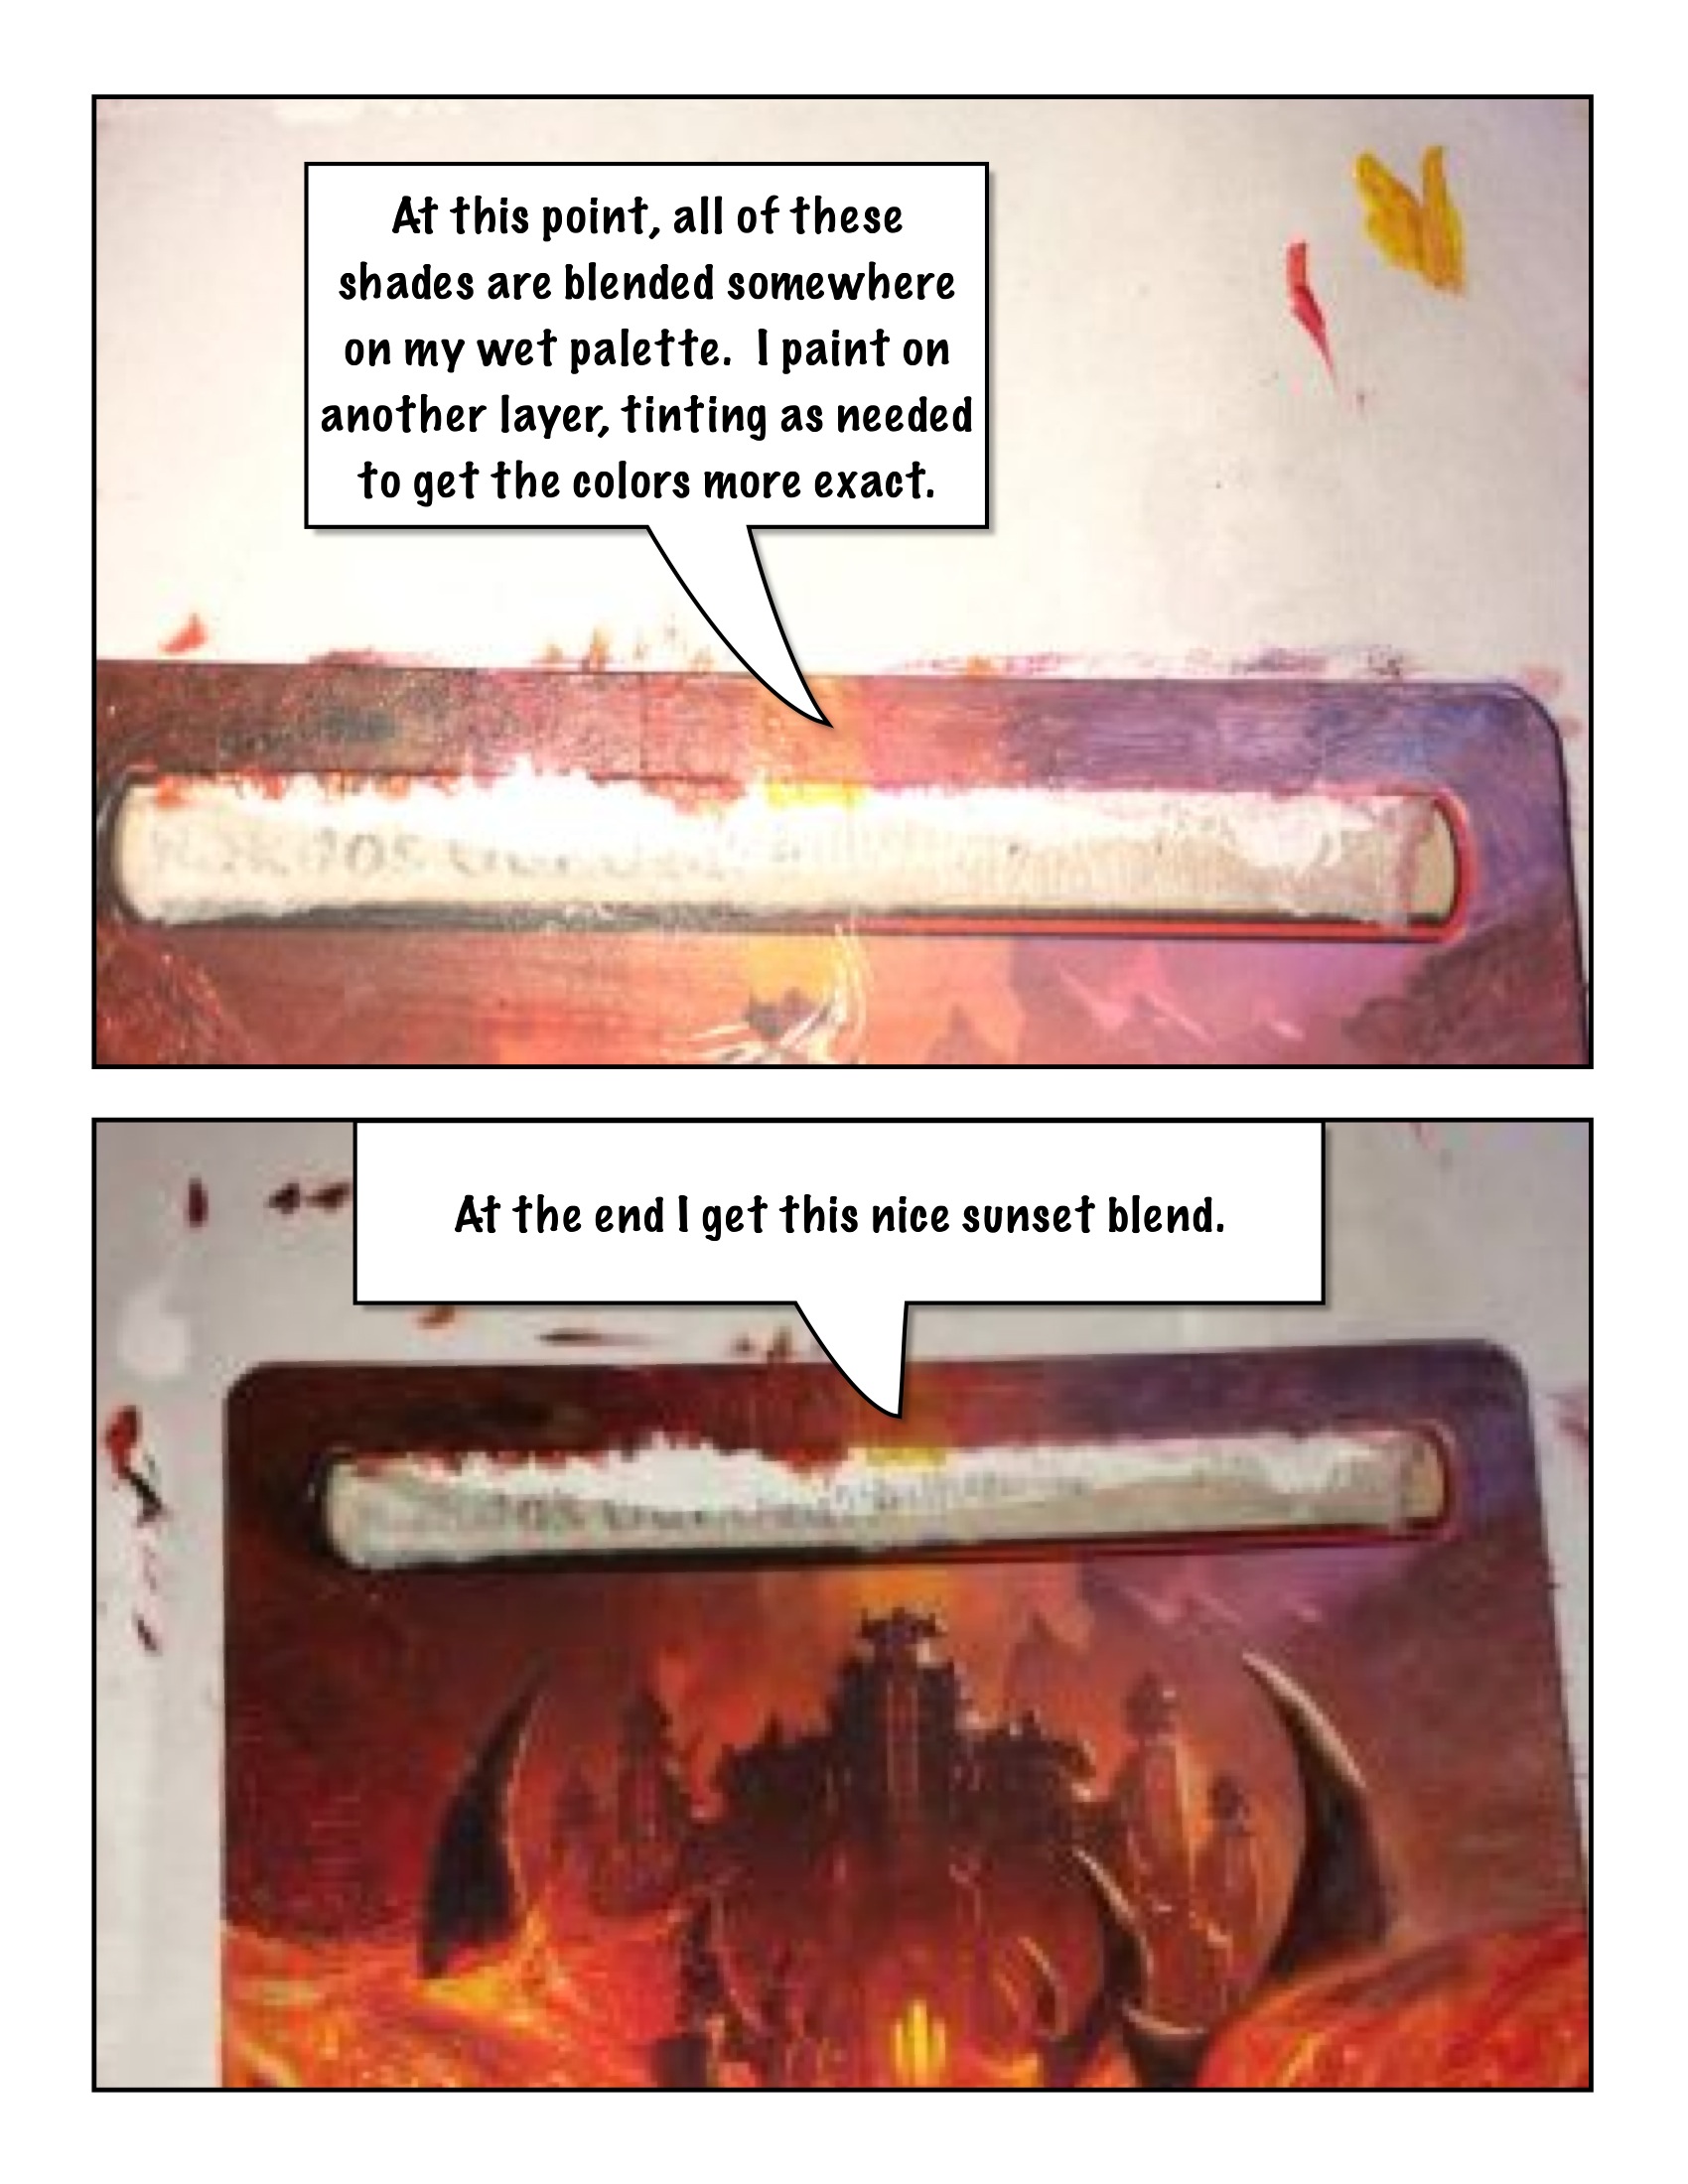 At this point, all of these
shades are blended somewhere
on my wet palette.  I paint on
another layer, tinting as needed
to get the colors more exact.
At the end I get this nice sunset blend.